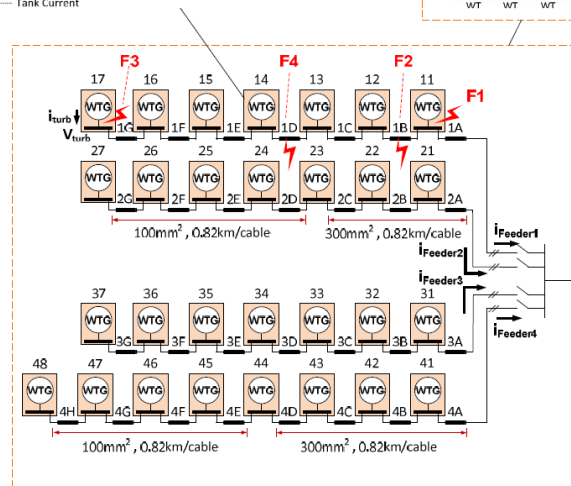 Tank Current
WT WT WT
F3 F4 F2
F1
17 16 15 14 13 12 11
WTG WTG WTG WTG WTG WTG WTG
iturb
Vturb
1G 1F 1E 1D 1C 1B 1A
27 26 25 24 23 22 21
WTG WTG WTG WTG WTG WTG WTG
2G 2F 2E 2D 2C 2B 2A
100mm², 0.82km/cable 300mm², 0.82km/cable
iFeeder1
iFeeder2
iFeeder3
iFeeder4
37 36 35 34 33 32 31
WTG WTG WTG WTG WTG WTG WTG
3G 3F 3E 3D 3C 3B 3A
48 47 46 45 44 43 42 41
WTG WTG WTG WTG WTG WTG WTG WTG
4H 4G 4F 4E 4D 4C 4B 4A
100mm², 0.82km/cable 300mm², 0.82km/cable